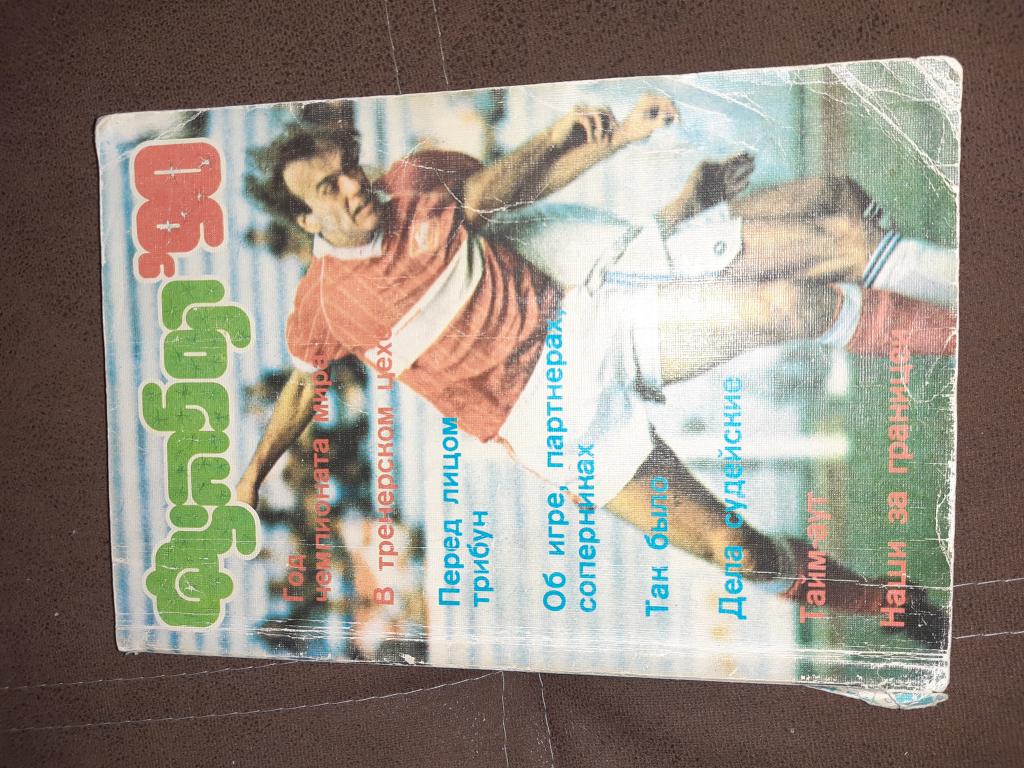 Футбол '90
Год
чемпионата мира
В тренерском цехе
Перед лицом
трибун
Об игре, партнерах,
соперниках
Так было
Дела судейские
Тайм-аут
Наши за границей